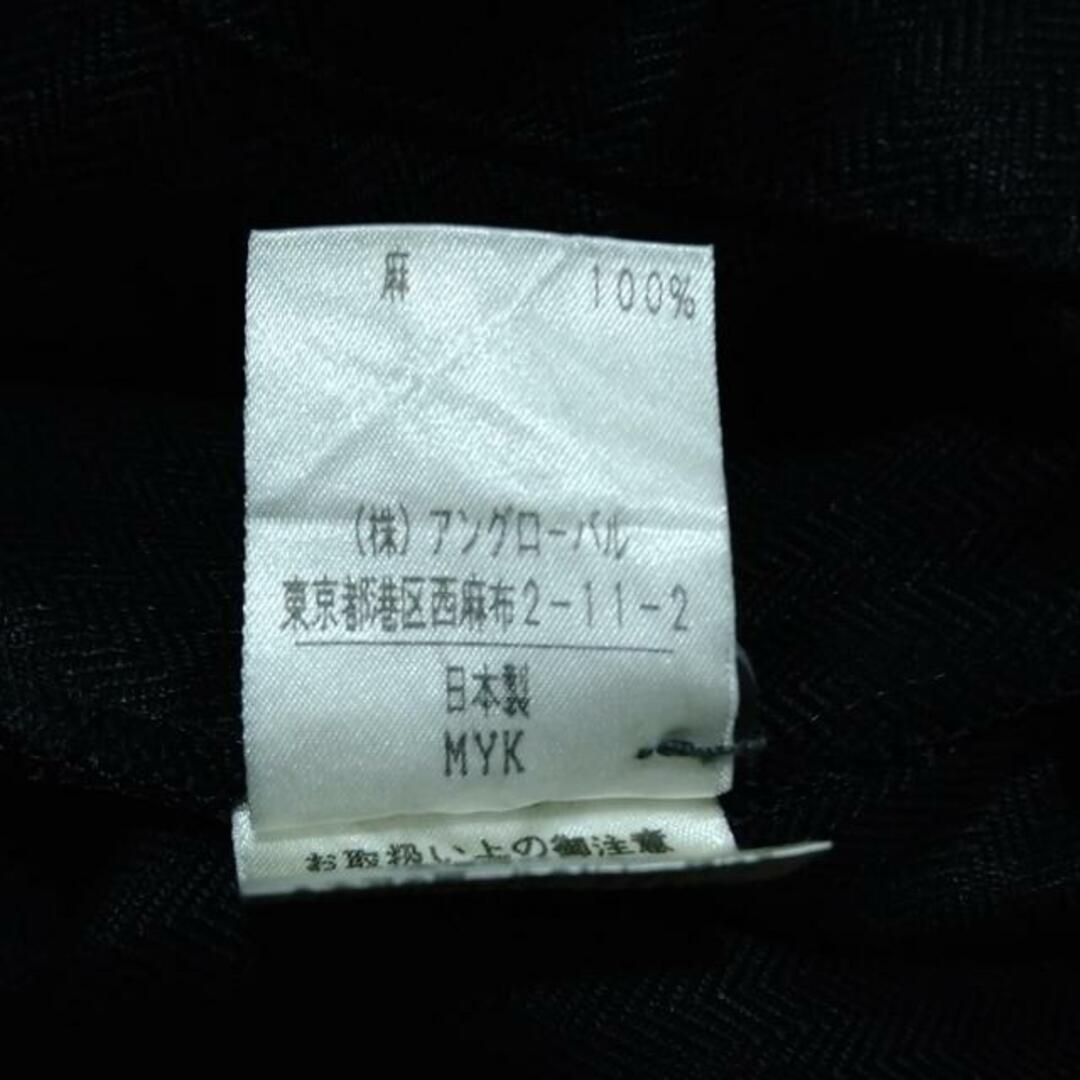 麻 100%
(株)アングローバル
東京都港区西麻布2-11-2
日本製
MYK
お取扱い上の御注意